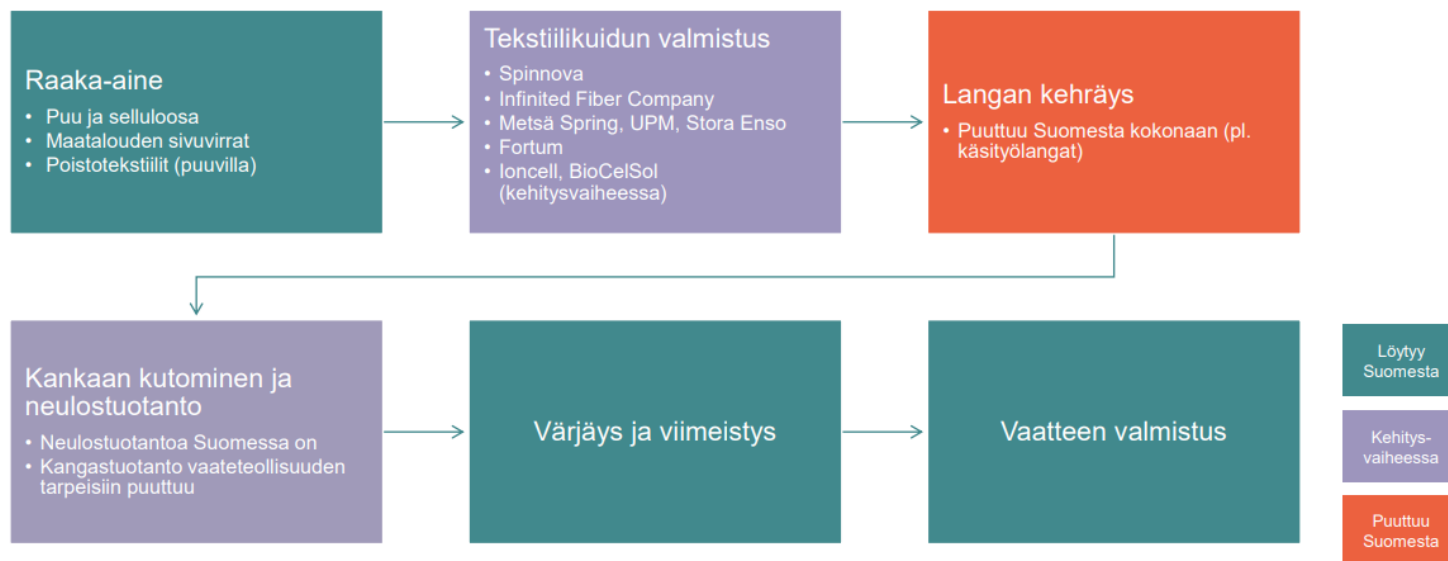 Raaka-aine
• Puu ja selluloosa
• Maatalouden sivuvirrat
• Poistotekstiilit (puuvilla)
Tekstiilikuidun valmistus
• Spinnova
• Infinited Fiber Company
• Metsä Spring, UPM, Stora Enso
• Fortum
• Ioncell, BioCelSol
(kehitysvaiheessa)
Langan kehräys
• Puuttuu Suomesta kokonaan (pl.
käsityölangat)
Kankaan kutominen ja
neulostuotanto
• Neulostuotantoa Suomessa on
• Kangastuotanto vaateteollisuuden
tarpeisiin puuttuu
Värjäys ja viimeistys
Vaatteen valmistus
Löytyy
Suomesta
Kehitys-
vaiheessa
Puuttuu
Suomesta